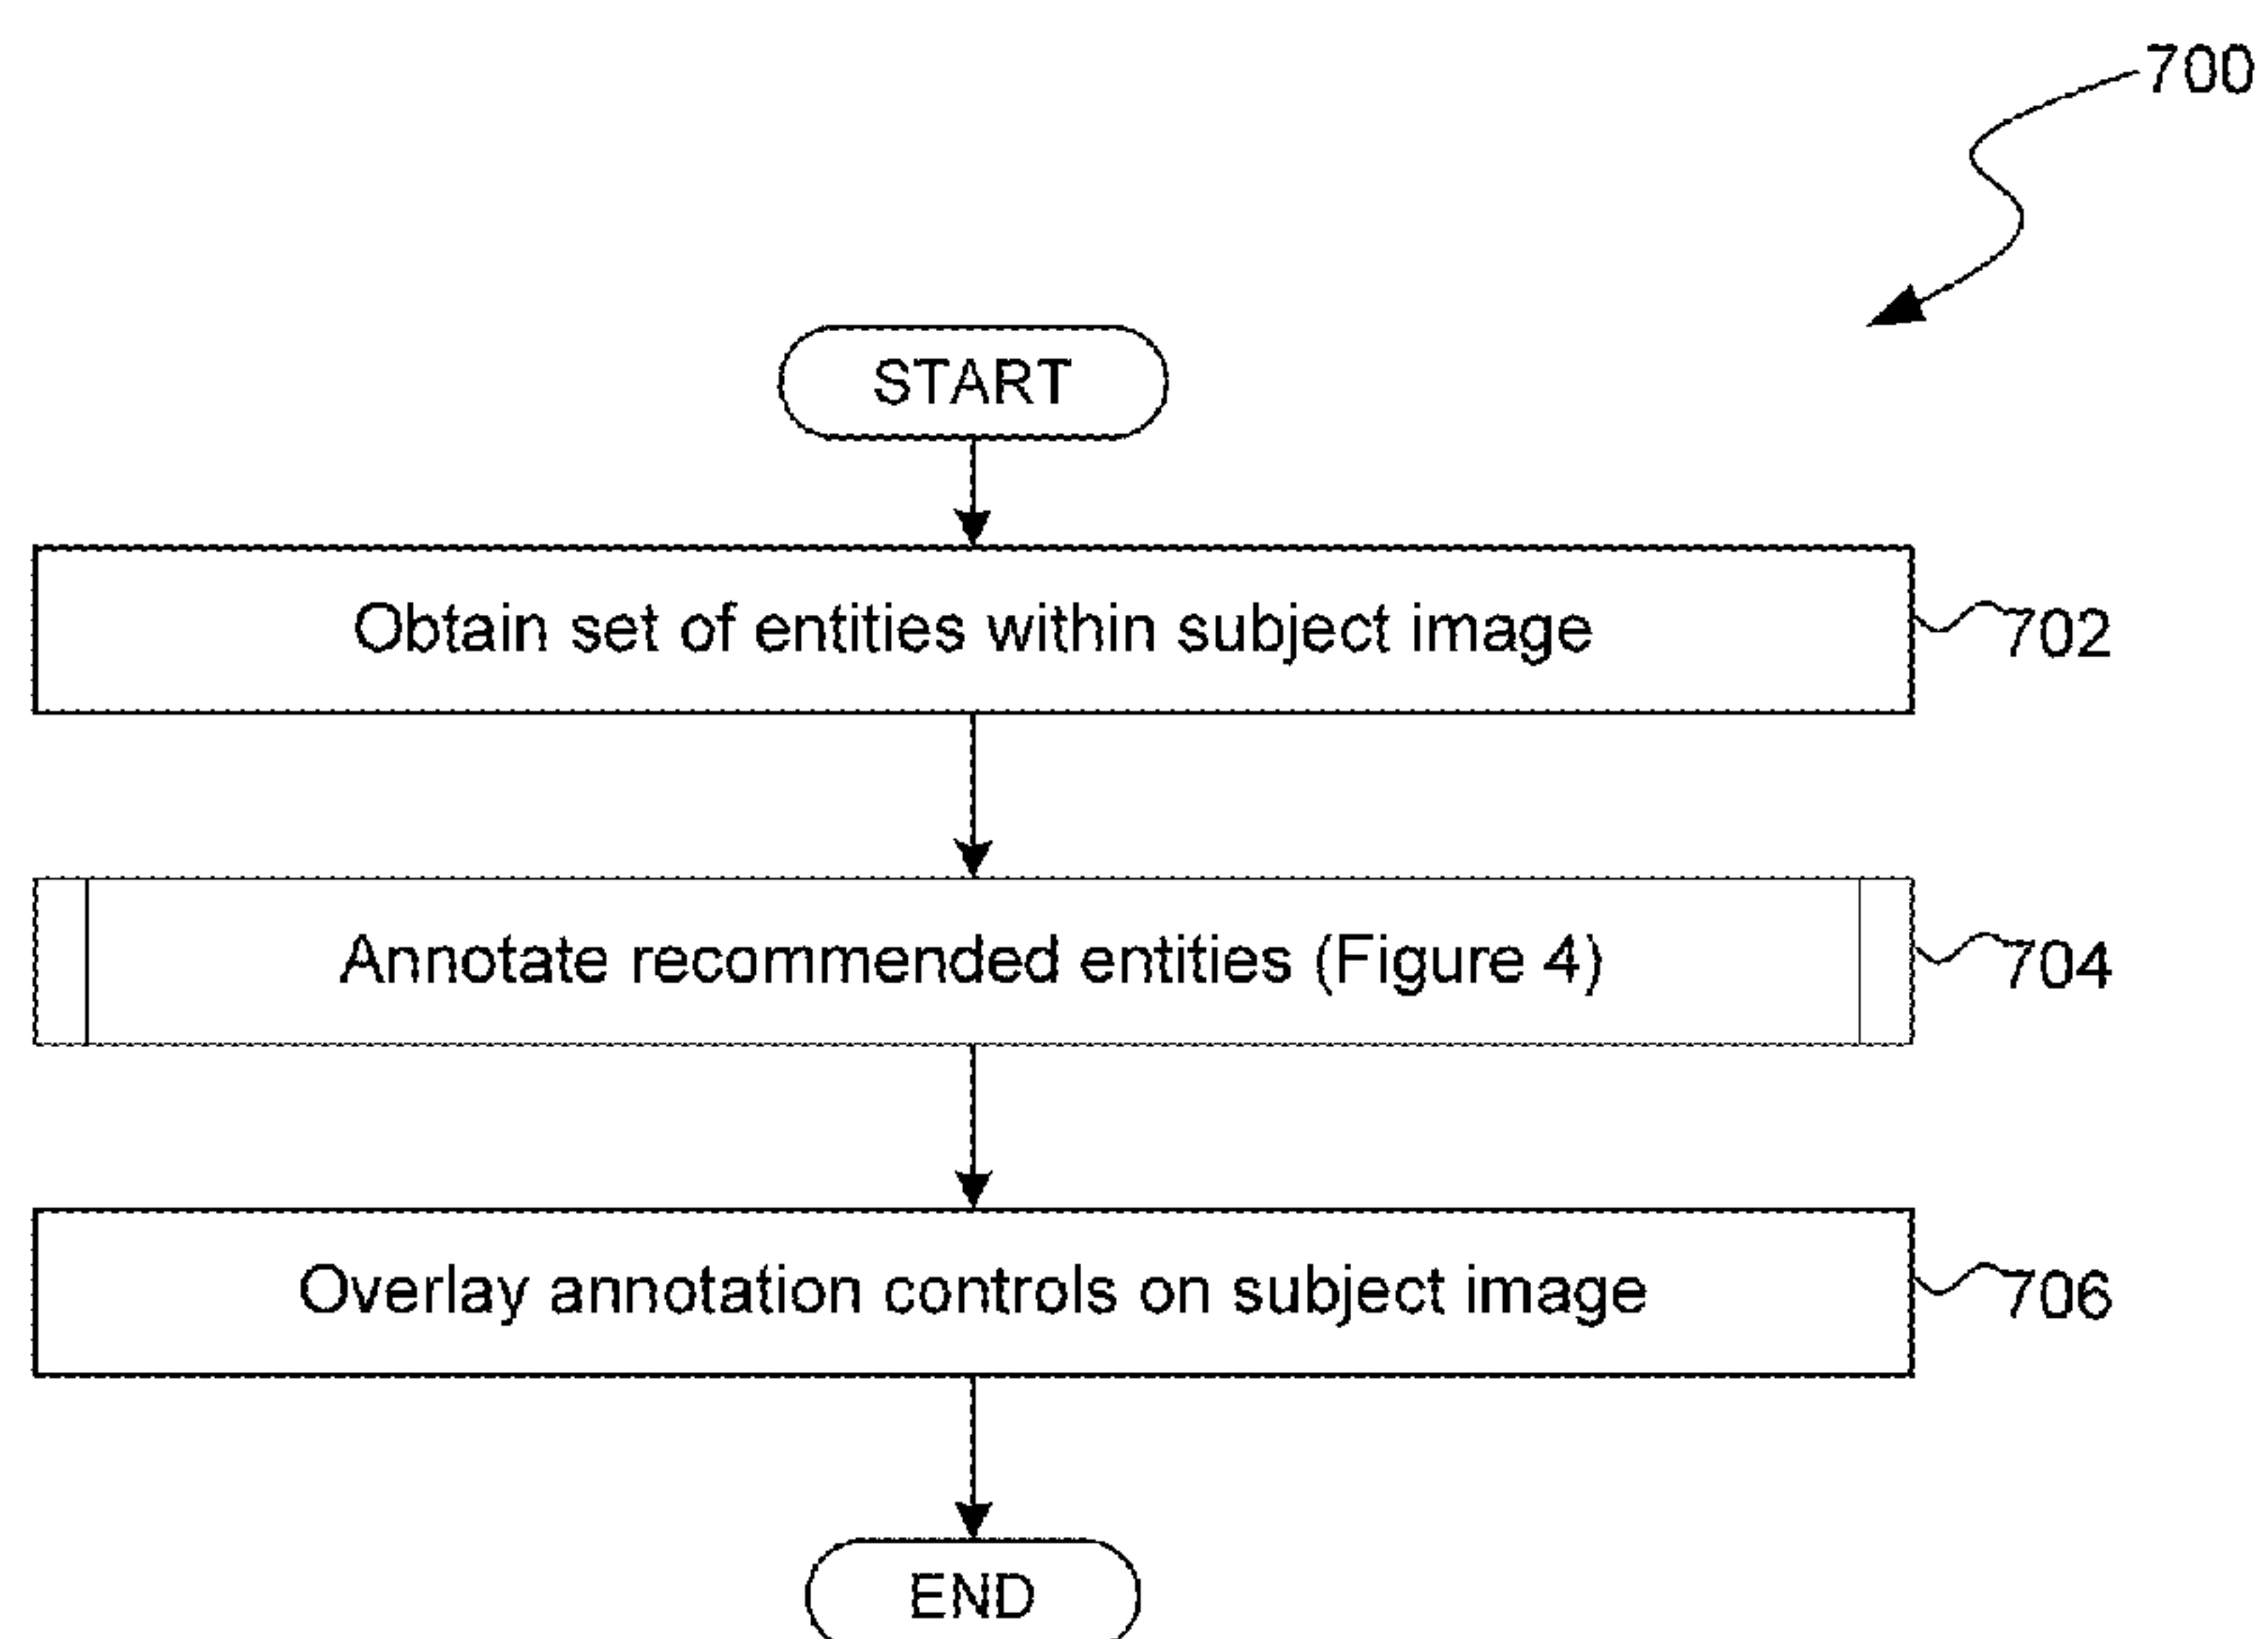 700
START
Obtain set of entities within subject image
702
Annotate recommended entities (Figure 4)
704
Overlay annotation controls on subject image
706
END